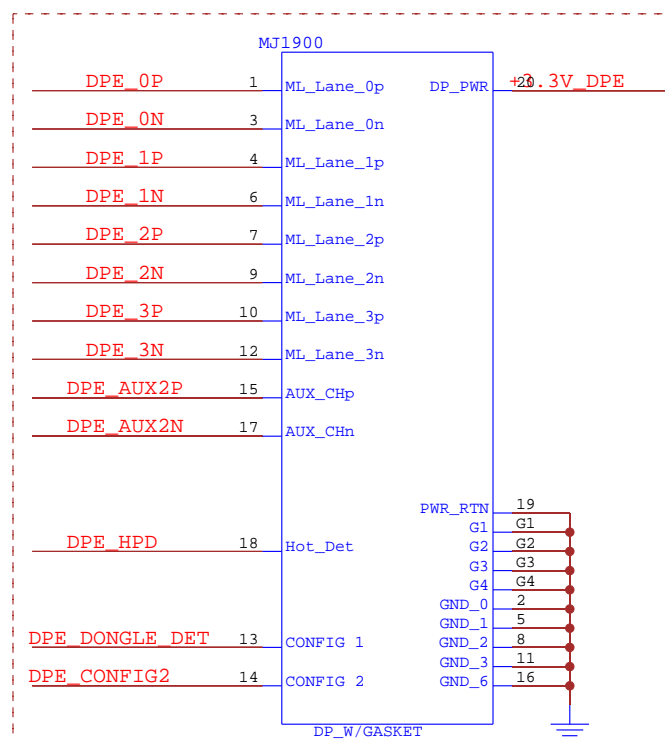 MJ1900
DPE_0P 1 ML_Lane_0p DP_PWR 20 +3.3V_DPE
DPE_0N 3 ML_Lane_0n
DPE_1P 4 ML_Lane_1p
DPE_1N 6 ML_Lane_1n
DPE_2P 7 ML_Lane_2p
DPE_2N 9 ML_Lane_2n
DPE_3P 10 ML_Lane_3p
DPE_3N 12 ML_Lane_3n
DPE_AUX2P 15 AUX_CHp
DPE_AUX2N 17 AUX_CHn
PWR_RTN 19
G1 G1
DPE_HPD 18 Hot_Det G2 G2
G3 G3
G4 G4
GND_0 2
GND_1 5
DPE_DONGLE_DET 13 CONFIG 1 GND_2 8
GND_3 11
DPE_CONFIG2 14 CONFIG 2 GND_6 16
DP_W/GASKET